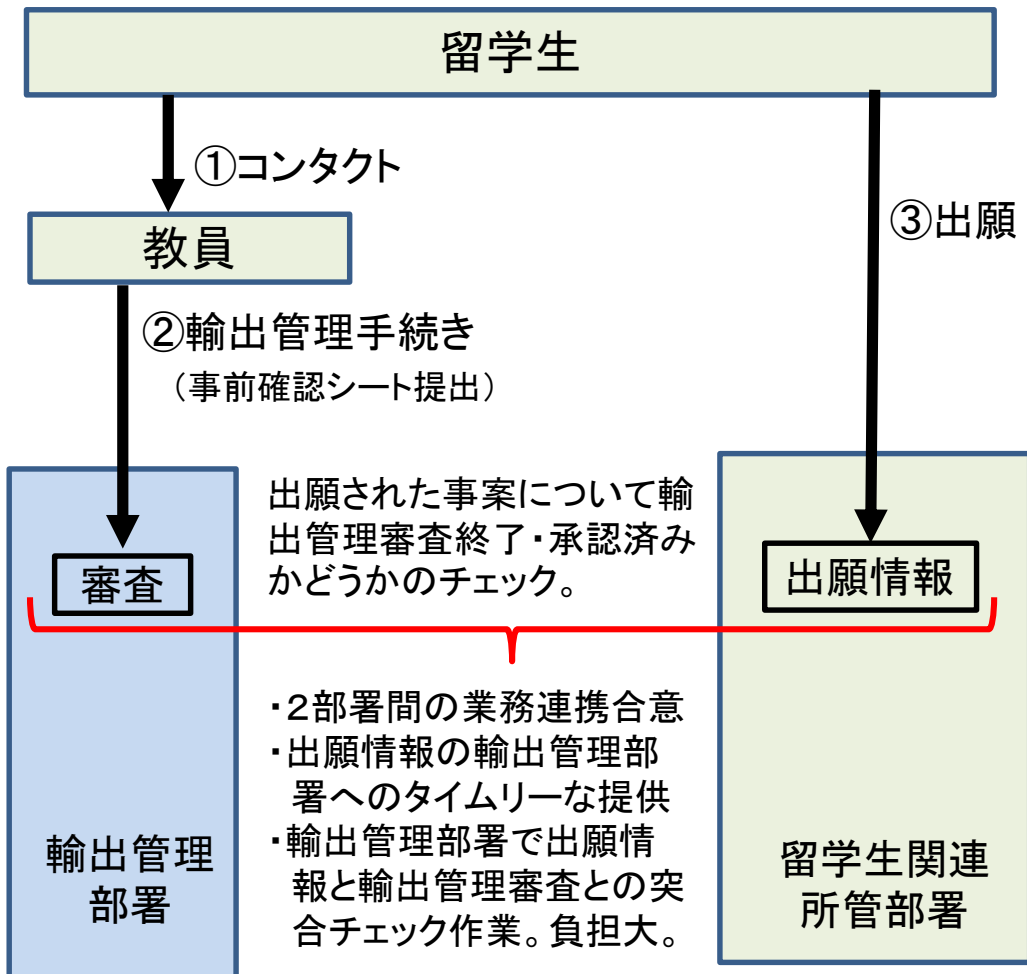 留学生
①コンタクト
③出願
教員
②輸出管理手続き
（事前確認シート提出）
出願された事案について輸
出管理審査終了・承認済み
かどうかのチェック。
審査
出願情報
・２部署間の業務連携合意
・出願情報の輸出管理部
署へのタイムリーな提供
・輸出管理部署で出願情
報と輸出管理審査との突
合チェック作業。負担大。
輸出管理
部署
留学生関連
所管部署